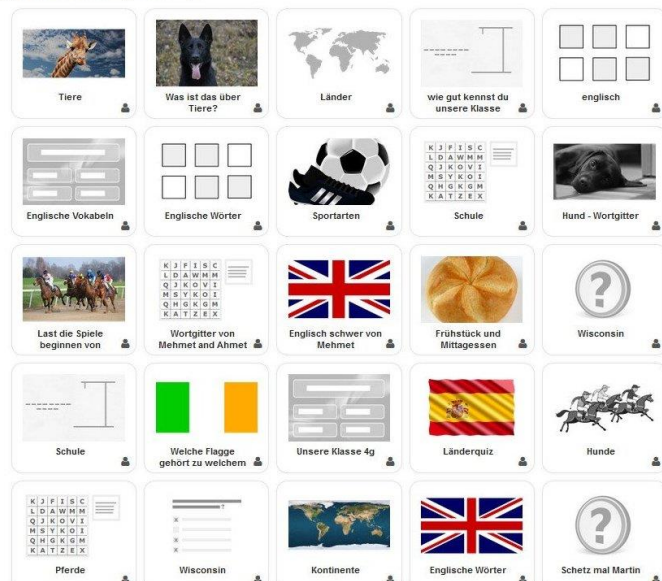 Tiere
Was ist das über
Tiere?
Länder
wie gut kennst du
unsere Klasse
englisch
Englische Vokabeln
Englische Wörter
Sportarten
K J F I S C
L D A W M M
Q J K O V I
M S Y K O I
Q H G K G M
K A T Z E X
Schule
Hund - Wortgitter
Last die Spiele
beginnen von
K J F I S C
L D A W M M
Q J K O V I
M S Y K O I
Q H G K G M
K A T Z E X
Wortgitter von
Mehmet and Ahmet
Englisch schwer von
Mehmet
Frühstück und
Mittagessen
?
Wisconsin
Schule
Welche Flagge
gehört zu welchem
Unsere Klasse 4g
Länderquiz
Hunde
K J F I S C
L D A W M M
Q J K O V I
M S Y K O I
Q H G K G M
K A T Z E X
Pferde
Wisconsin
Kontinente
Englische Wörter
?
Schetz mal Martin